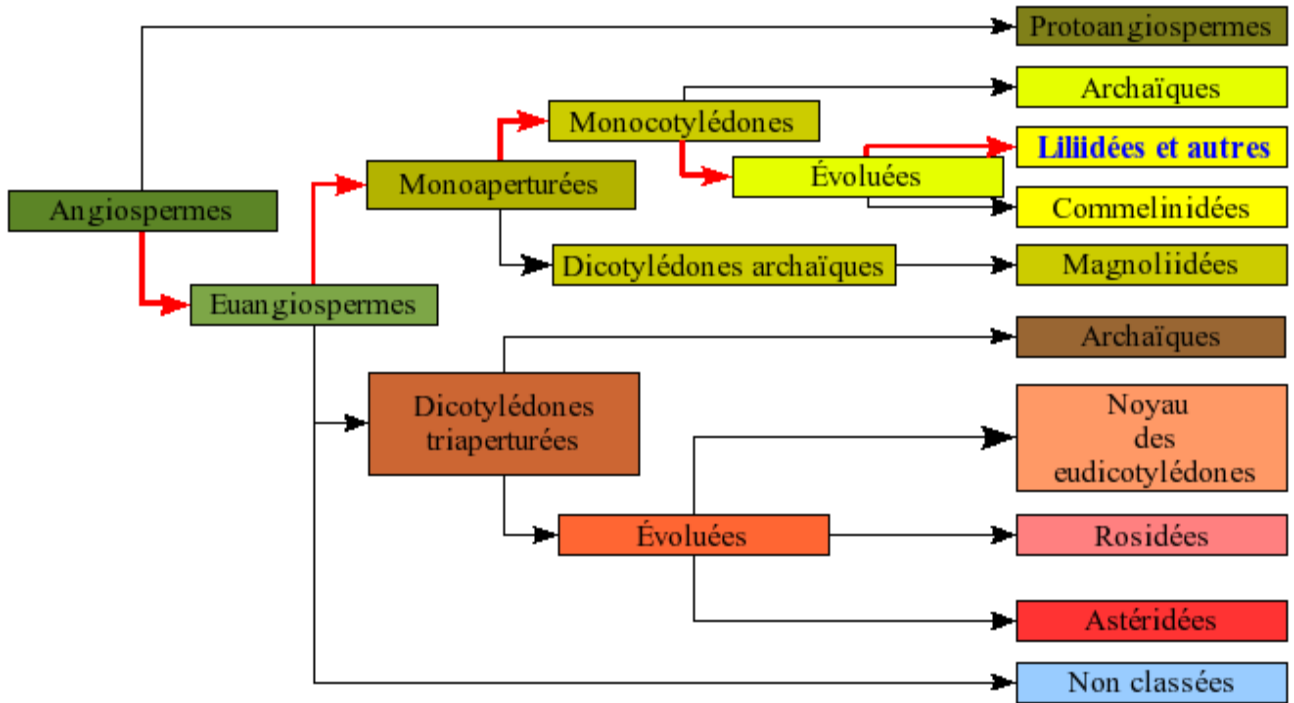 Protoangiospermes
Archaïques
Monocotylédones
Liliidées et autres
Évoluées
Monoaperturées
Angiospermes
Commelinidées
Dicotylédones archaïques
Magnoliidées
Euangiospermes
Archaïques
Dicotylédones
triaperturées
Noyau
des
eudicotylédones
Évoluées
Rosidées
Astéridées
Non classées